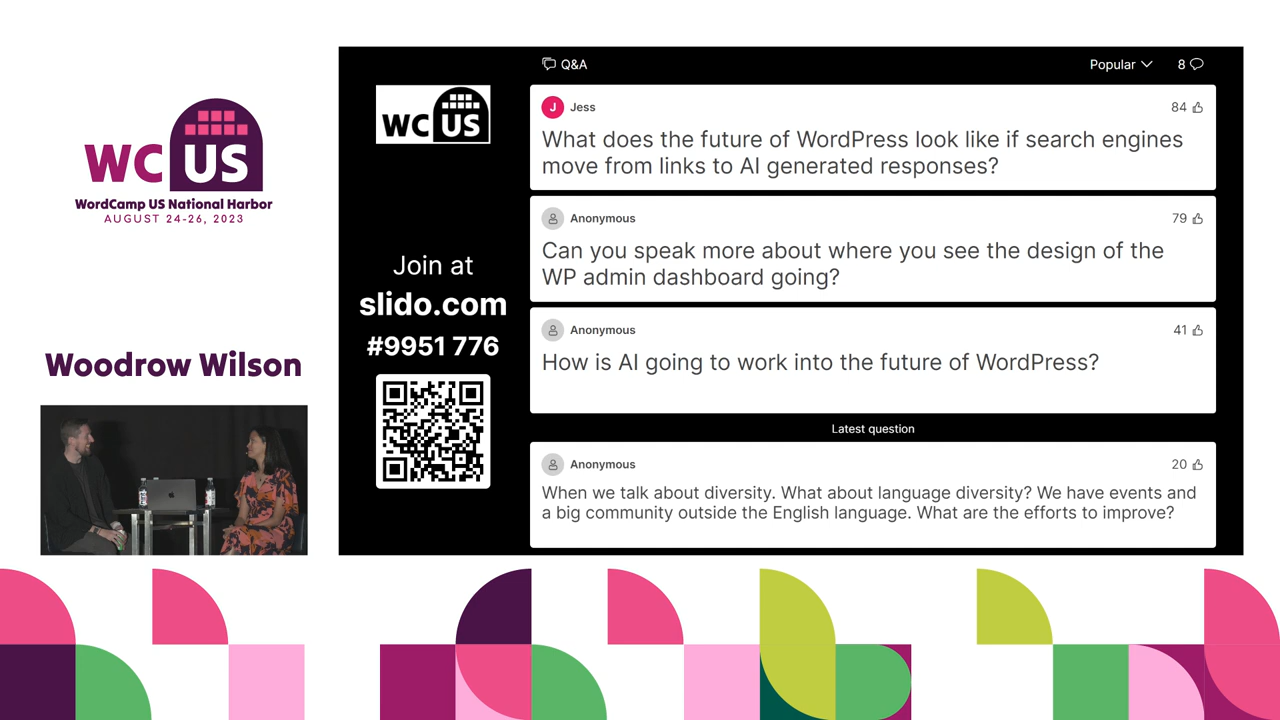 WC US
WordCamp US National Harbor
AUGUST 24-26, 2023
Woodrow Wilson
WC US
Join at
slido.com
#9951 776
Q&A
Popular
8
J
Jess
84
What does the future of WordPress look like if search engines
move from links to AI generated responses?
Anonymous
79
Can you speak more about where you see the design of the
WP admin dashboard going?
Anonymous
41
How is AI going to work into the future of WordPress?
Latest question
Anonymous
20
When we talk about diversity. What about language diversity? We have events and
a big community outside the English language. What are the efforts to improve?